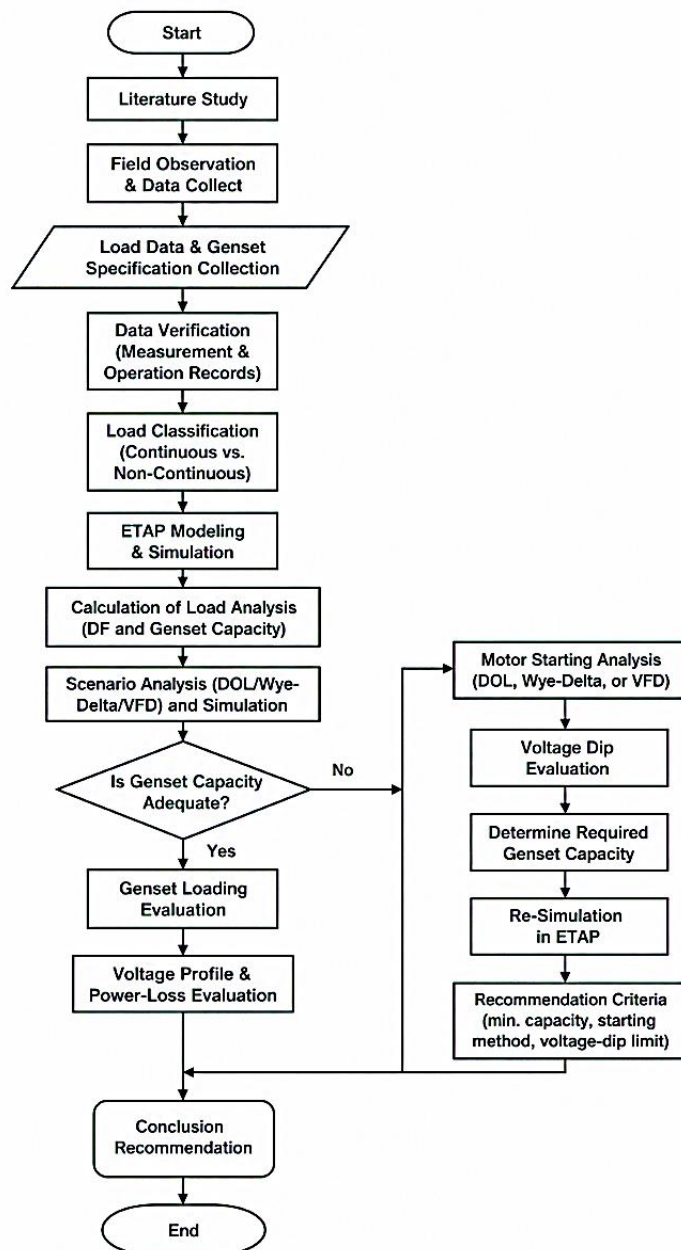 Start
Literature Study
Field Observation
& Data Collect
Load Data & Genset
Specification Collection
Data Verification
(Measurement &
Operation Records)
Load Classification
(Continuous vs.
Non-Continuous)
ETAP Modeling
& Simulation
Calculation of Load Analysis
(DF and Genset Capacity)
Scenario Analysis (DOL/Wye-
Delta/VFD) and Simulation
Is Genset Capacity
Adequate?
No
Yes
Genset Loading
Evaluation
Voltage Profile &
Power-Loss Evaluation
Motor Starting Analysis
(DOL, Wye-Delta, or VFD)
Voltage Dip
Evaluation
Determine Required
Genset Capacity
Re-Simulation
in ETAP
Recommendation Criteria
(min. capacity, starting
method, voltage-dip limit)
Conclusion
Recommendation
End